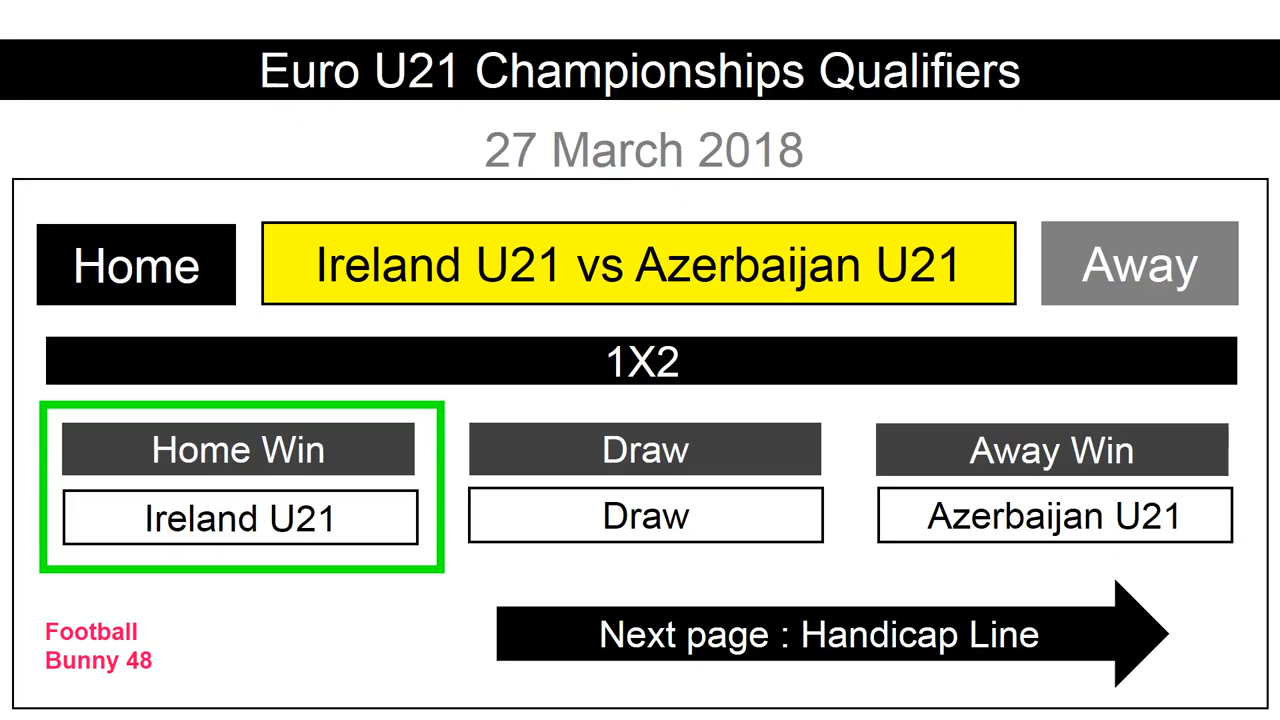 Euro U21 Championships Qualifiers
27 March 2018
Home
Ireland U21 vs Azerbaijan U21
Away
1X2
Home Win
Draw
Away Win
Ireland U21
Draw
Azerbaijan U21
Football
Bunny 48
Next page : Handicap Line